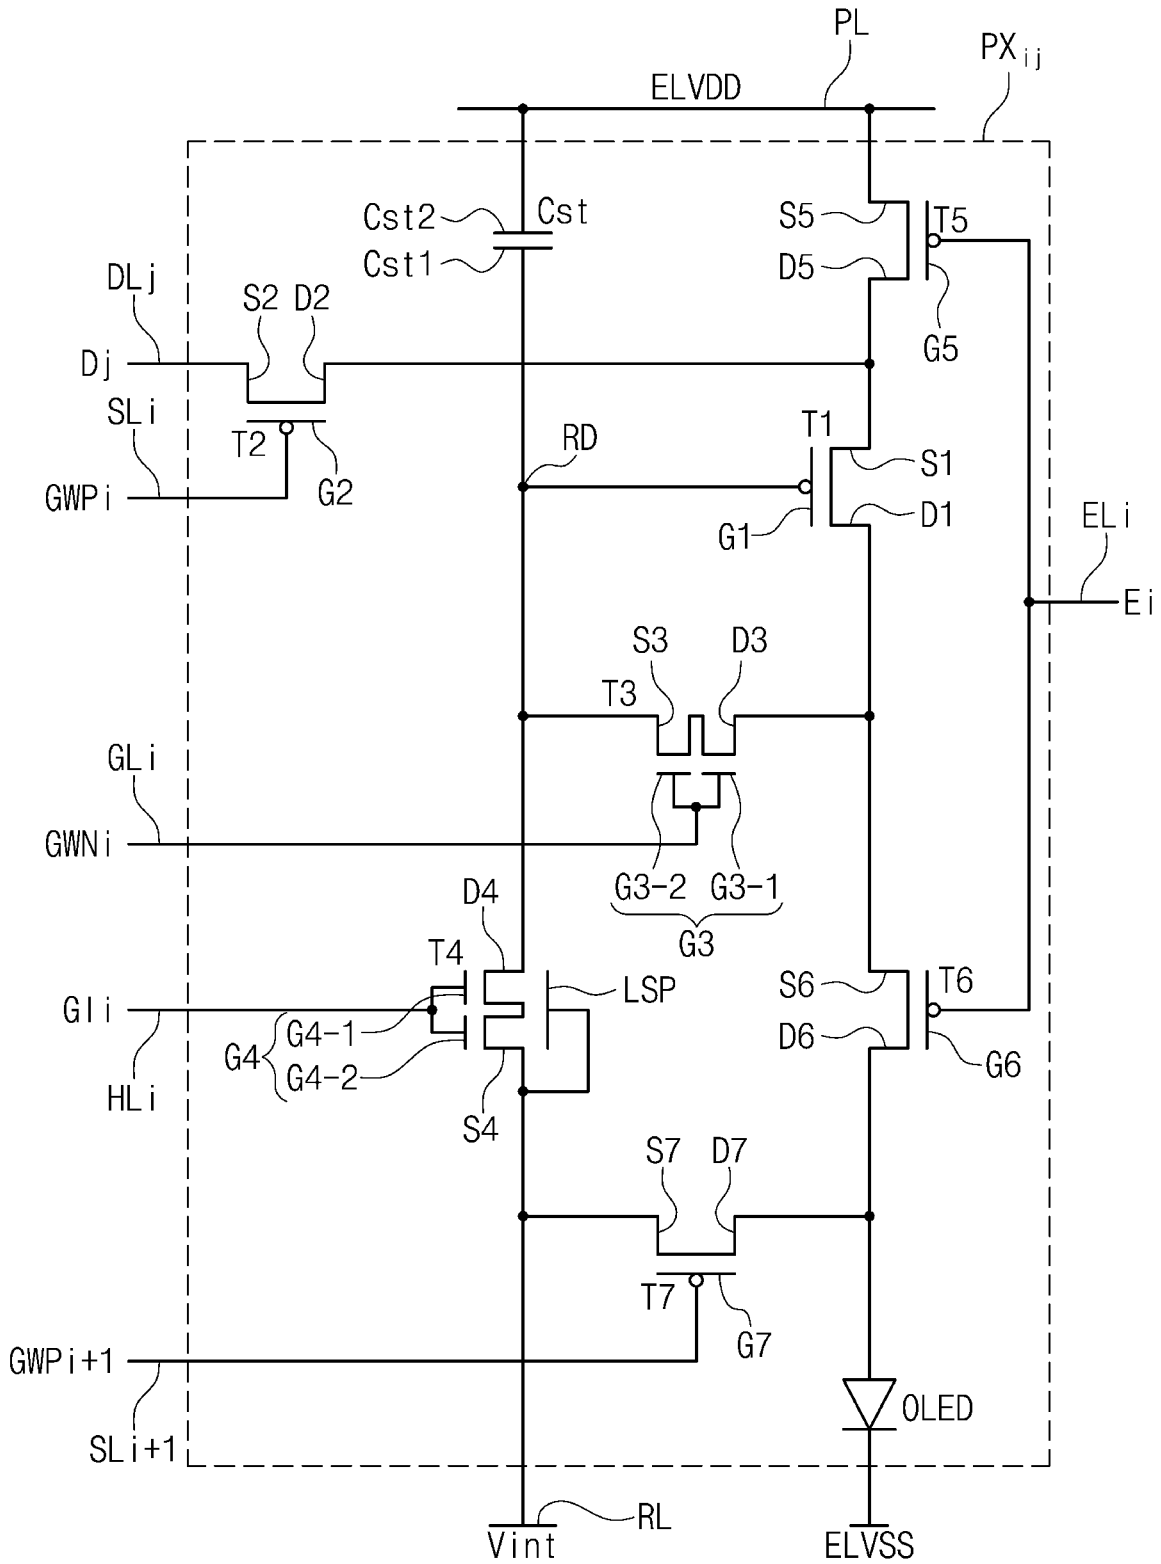 PL
PXij
ELVDD
Cst2
Cst
Cst1
S5
T5
D5
G5
DLj
S2
D2
Dj
SLi
T2
G2
GWPi
RD
T1
S1
G1
D1
ELi
Ei
S3
D3
T3
GLi
GWNi
G3-2
G3-1
G3
D4
T4
LSP
S6
T6
GIi
G4-1
G4
G4-2
D6
G6
HLi
S4
S7
D7
T7
G7
GWPi+1
OLED
SLi+1
RL
Vint
ELVSS